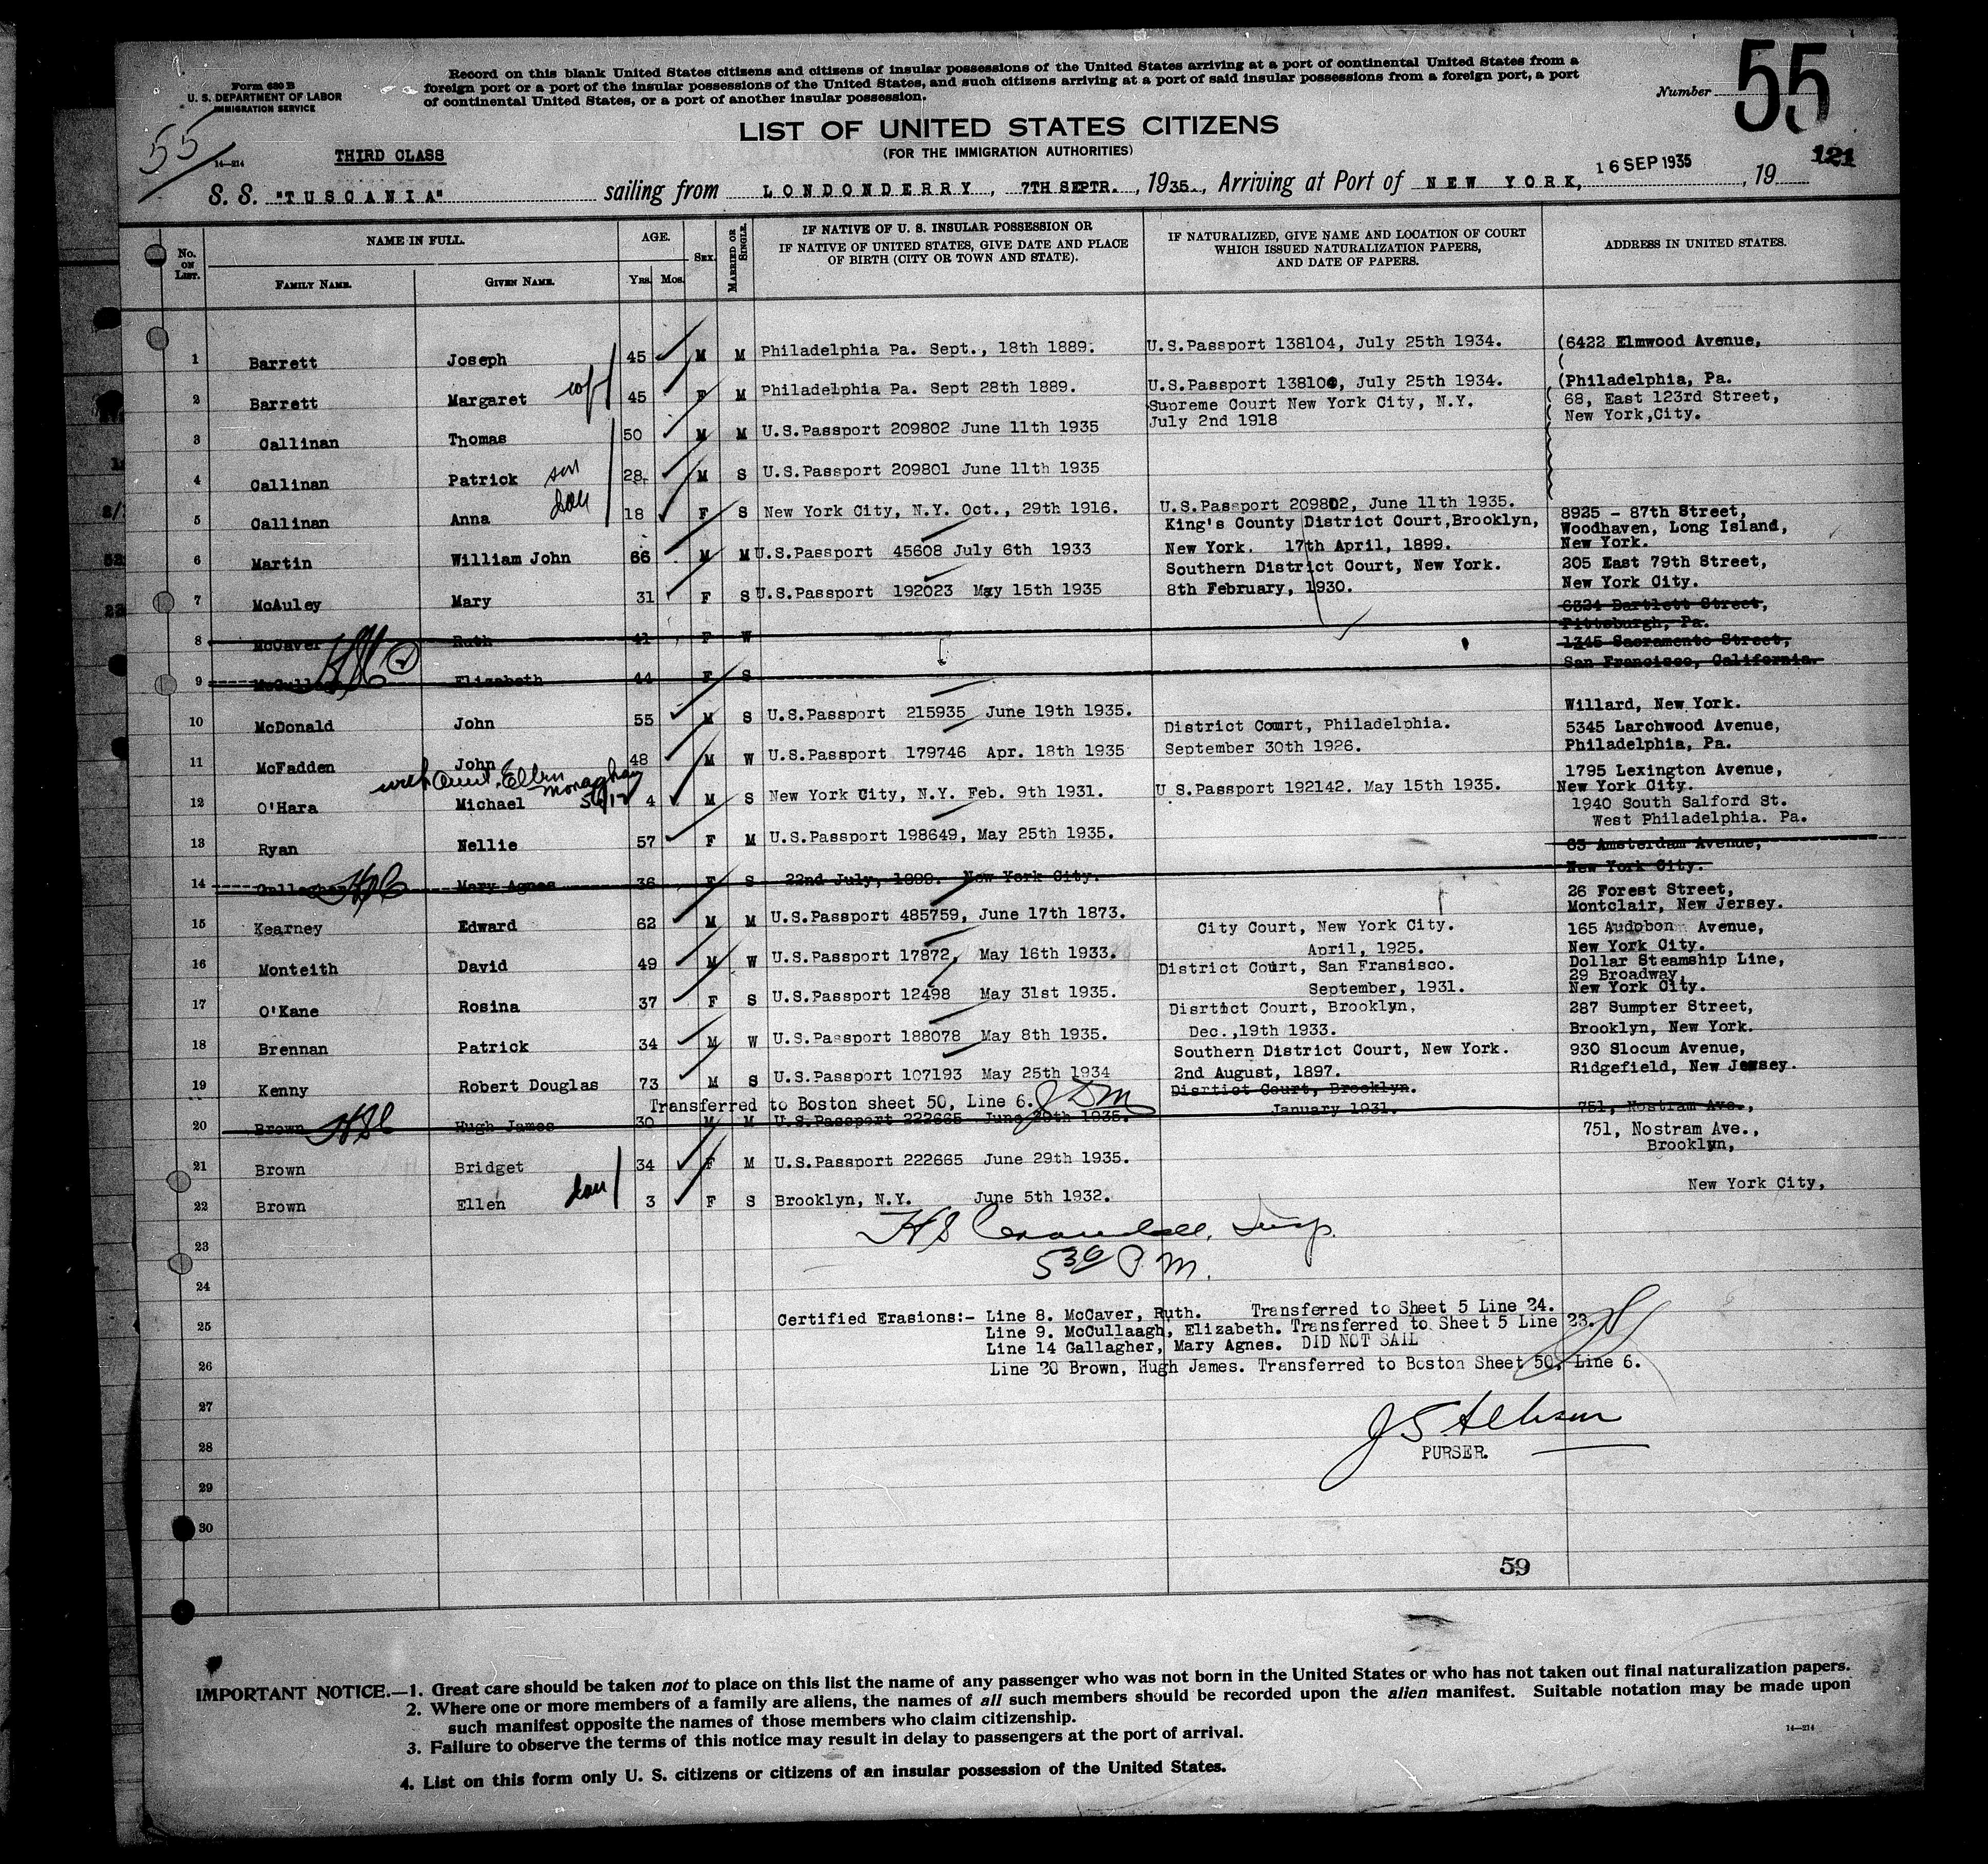 Form 630 B
U. S. DEPARTMENT OF LABOR
IMMIGRATION SERVICE
14—214
55
Record on this blank United States citizens and citizens of insular possessions of the United States arriving at a port of continental United States from a
foreign port or a port of the insular possessions of the United States, and such citizens arriving at a port of said insular possessions from a foreign port, a port
of continental United States, or a port of another insular possession.
Number 55
121
LIST OF UNITED STATES CITIZENS
(FOR THE IMMIGRATION AUTHORITIES)
THIRD CLASS
S. S. "TUSCANIA" sailing from LONDONDERRY, 7TH SEPTR., 1935., Arriving at Port of NEW YORK, 16 SEP 1935, 19
No. ON LIST.
NAME IN FULL.
FAMILY NAME. GIVEN NAME.
AGE.
YRS. MOS.
SEX.
MARRIED OR SINGLE.
IF NATIVE OF U. S. INSULAR POSSESSION OR
IF NATIVE OF UNITED STATES, GIVE DATE AND PLACE
OF BIRTH (CITY OR TOWN AND STATE).
IF NATURALIZED, GIVE NAME AND LOCATION OF COURT
WHICH ISSUED NATURALIZATION PAPERS,
AND DATE OF PAPERS.
ADDRESS IN UNITED STATES.
1 Barrett Joseph 45 M M Philadelphia Pa. Sept., 18th 1889. U.S.Passport 138104, July 25th 1934. (6422 Elmwood Avenue,
(
2 Barrett Margaret 45 F M Philadelphia Pa. Sept 28th 1889. U.S.Passport 13810, July 25th 1934. (Philadelphia, Pa.
Supreme Court New York City, N.Y. 68, East 123rd Street,
July 2nd 1918 New York,City.
3 Callinan Thomas 50 M M U.S.Passport 209802 June 11th 1935
4 Callinan Patrick son 28 M S U.S.Passport 209801 June 11th 1935
5 Callinan Anna dau 18 F S New York City, N.Y. Oct., 29th 1916. U.S.Passport 209802, June 11th 1935. 8925 - 87th Street,
King's County District Court,Brooklyn, Woodhaven, Long Island,
6 Martin William John 66 M M U.S.Passport 45608 July 6th 1933 New York. 17th April, 1899. New York.
Southern District Court, New York. 205 East 79th Street,
7 McAuley Mary 31 F S U.S.Passport 192023 May 15th 1935 8th February, 1930. New York City.
6324 Bartlett Street,
Pittsburgh, Pa.
8 McCaver Ruth 41 F W 1345 Sacramento Street,
San Francisco, California.
9 Elizabeth 44 F S
10 McDonald John 55 M S U.S.Passport 215935 June 19th 1935. Willard, New York.
District Court, Philadelphia. 5345 Larchwood Avenue,
11 McFadden John 48 M W U.S.Passport 179746 Apr. 18th 1935 September 30th 1926. Philadelphia, Pa.
with Aunt Ellen Monaghan
1795 Lexington Avenue,
12 O'Hara Michael 4 M S New York City, N.Y. Feb. 9th 1931. U S.Passport 192142. May 15th 1935. New York City.
1940 South Salford St.
West Philadelphia. Pa.
13 Ryan Nellie 57 F M U.S.Passport 198649, May 25th 1935.
63 Amsterdam Avenue,
New York City.
14 Gallagher Mary Agnes 36 F S 22nd July, 1899. New York City.
26 Forest Street,
Montclair, New Jersey.
15 Kearney Edward 62 M M U.S.Passport 485759, June 17th 1873.
City Court, New York City. 165 Audobon Avenue,
16 Monteith David 49 M W U.S.Passport 17872, May 16th 1933. April, 1925. New York City.
District Court, San Fransisco. Dollar Steamship Line,
29 Broadway,
17 O'Kane Rosina 37 F S U.S.Passport 12498 May 31st 1935. September, 1931. New York City.
Disrtict Court, Brooklyn, 287 Sumpter Street,
18 Brennan Patrick 34 M W U.S.Passport 188078 May 8th 1935. Dec.,19th 1933. Brooklyn, New York.
Southern District Court, New York. 930 Slocum Avenue,
19 Kenny Robert Douglas 73 M S U.S.Passport 107193 May 25th 1934 2nd August, 1897. Ridgefield, New Jersey.
Transferred to Boston sheet 50, Line 6. Disrtict Court, Brooklyn.
January 1931. 751, Nostram Ave.,
20 Brown Hugh James 30 M M U.S.Passport 222665 June 29th 1935.
751, Nostram Ave.,
Brooklyn,
21 Brown Bridget 34 F M U.S.Passport 222665 June 29th 1935.
New York City,
22 Brown Ellen dau 3 F S Brooklyn, N.Y. June 5th 1932.
23
H S Crandall, Insp.
5 30 P. M.
24
25 Certified Erasions:- Line 8. McCaver, Ruth. Transferred to Sheet 5 Line 24.
Line 9. McCullaagh, Elizabeth. Transferred to Sheet 5 Line 23.
Line 14 Gallagher, Mary Agnes. DID NOT SAIL
26 Line 20 Brown, Hugh James. Transferred to Boston Sheet 50, Line 6.
27
28 PURSER.
29
30
59
IMPORTANT NOTICE.—1. Great care should be taken not to place on this list the name of any passenger who was not born in the United States or who has not taken out final naturalization papers.
2. Where one or more members of a family are aliens, the names of all such members should be recorded upon the alien manifest. Suitable notation may be made upon
such manifest opposite the names of those members who claim citizenship.
3. Failure to observe the terms of this notice may result in delay to passengers at the port of arrival.
4. List on this form only U. S. citizens or citizens of an insular possession of the United States.
14—214